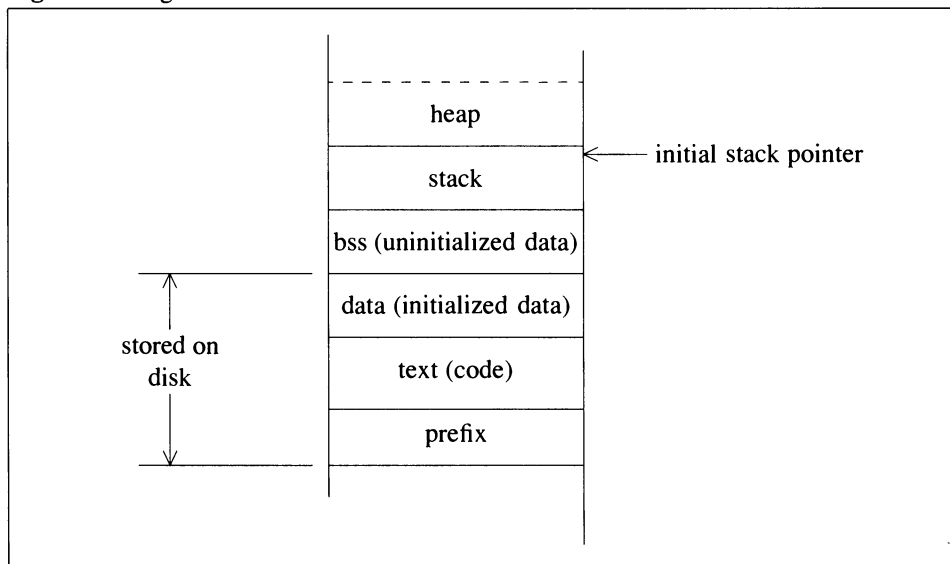 heap
initial stack pointer
stack
bss (uninitialized data)
data (initialized data)
stored on
disk
text (code)
prefix